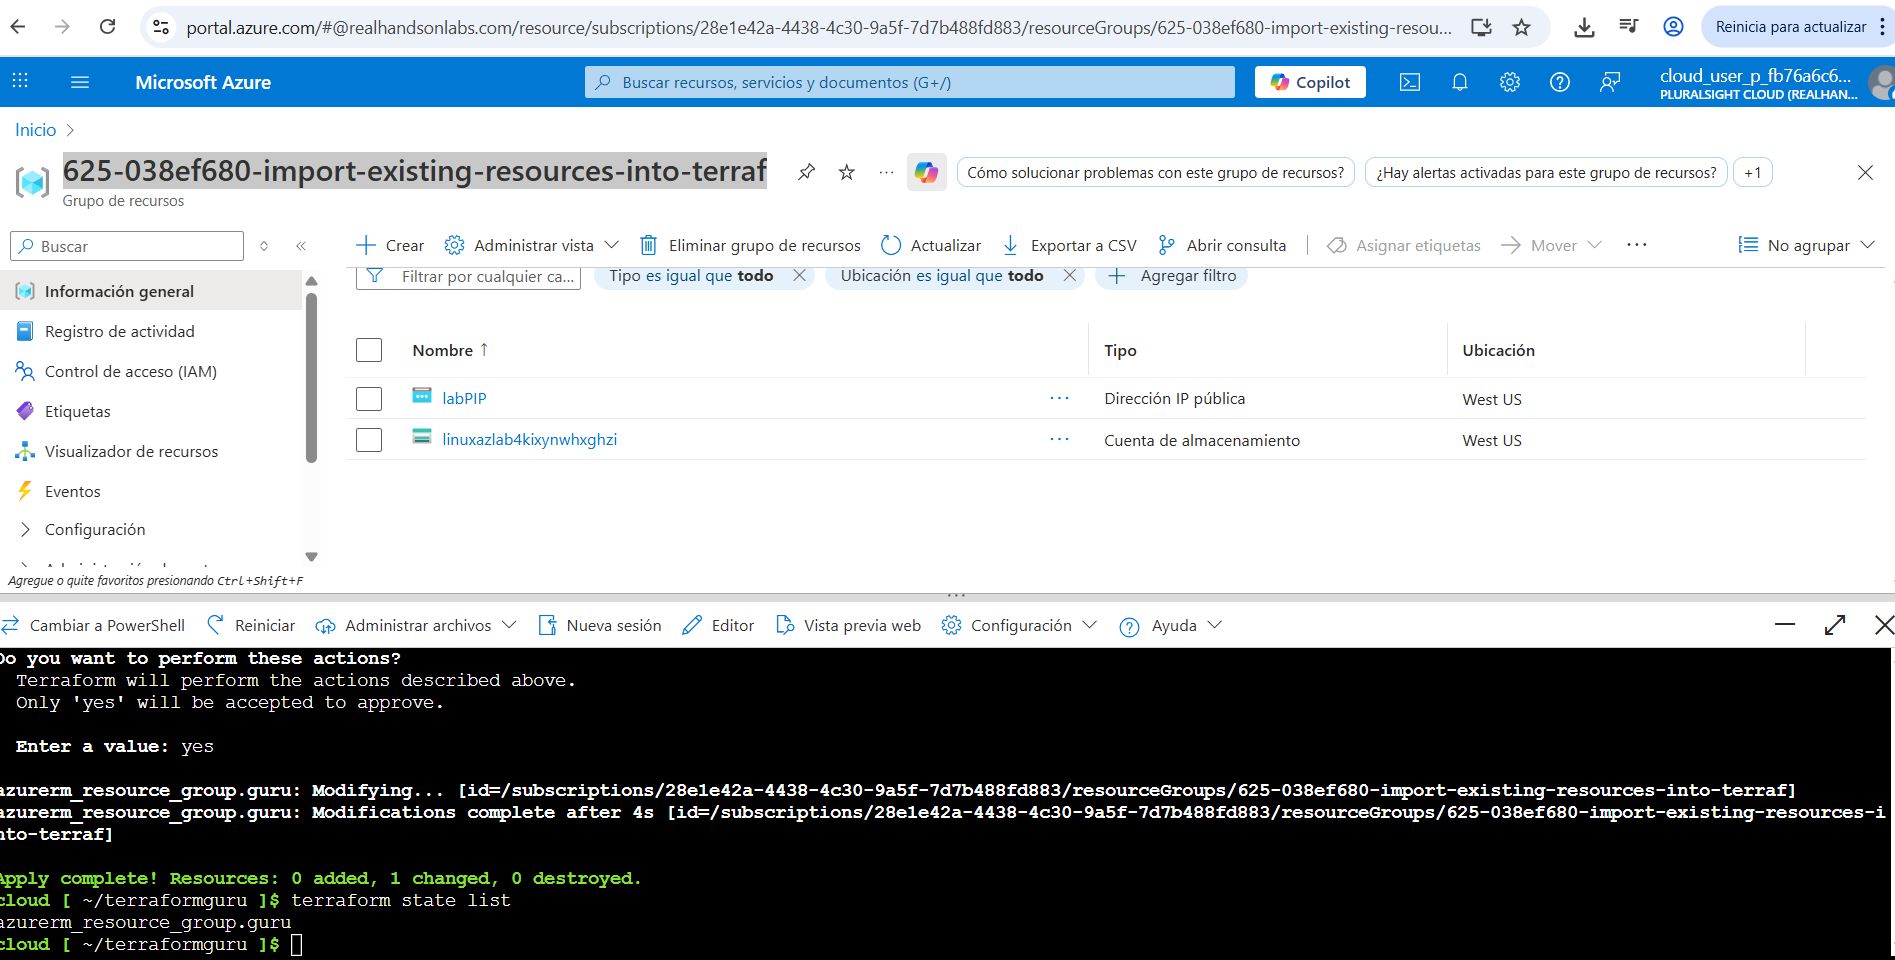 portal.azure.com/#@realhandsonlabs.com/resource/subscriptions/28e1e42a-4438-4c30-9a5f-7d7b488fd883/resourceGroups/625-038ef680-import-existing-resou...
Reinicia para actualizar
Microsoft Azure
Buscar recursos, servicios y documentos (G+/)
Copilot
cloud_user_p_fb76a6c6...
PLURALSIGHT CLOUD (REALHAN...
Inicio
625-038ef680-import-existing-resources-into-terraf
Grupo de recursos
Cómo solucionar problemas con este grupo de recursos?
¿Hay alertas activadas para este grupo de recursos?
+1
Buscar
Crear
Administrar vista
Eliminar grupo de recursos
Actualizar
Exportar a CSV
Abrir consulta
Asignar etiquetas
Mover
No agrupar
Filtrar por cualquier ca...
Tipo es igual que todo
Ubicación es igual que todo
Agregar filtro
Información general
Registro de actividad
Control de acceso (IAM)
Etiquetas
Visualizador de recursos
Eventos
Configuración
Agregue o quite favoritos presionando Ctrl+Shift+F
Nombre ↑ Tipo Ubicación
labPIP ... Dirección IP pública West US
linuxazlab4kixynwhxghzi ... Cuenta de almacenamiento West US
Cambiar a PowerShell
Reiniciar
Administrar archivos
Nueva sesión
Editor
Vista previa web
Configuración
Ayuda
Do you want to perform these actions?
Terraform will perform the actions described above.
Only 'yes' will be accepted to approve.
Enter a value: yes
azurerm_resource_group.guru: Modifying... [id=/subscriptions/28e1e42a-4438-4c30-9a5f-7d7b488fd883/resourceGroups/625-038ef680-import-existing-resources-into-terraf]
azurerm_resource_group.guru: Modifications complete after 4s [id=/subscriptions/28e1e42a-4438-4c30-9a5f-7d7b488fd883/resourceGroups/625-038ef680-import-existing-resources-i
nto-terraf]
Apply complete! Resources: 0 added, 1 changed, 0 destroyed.
cloud [ ~/terraformguru ]$ terraform state list
azurerm_resource_group.guru
cloud [ ~/terraformguru ]$